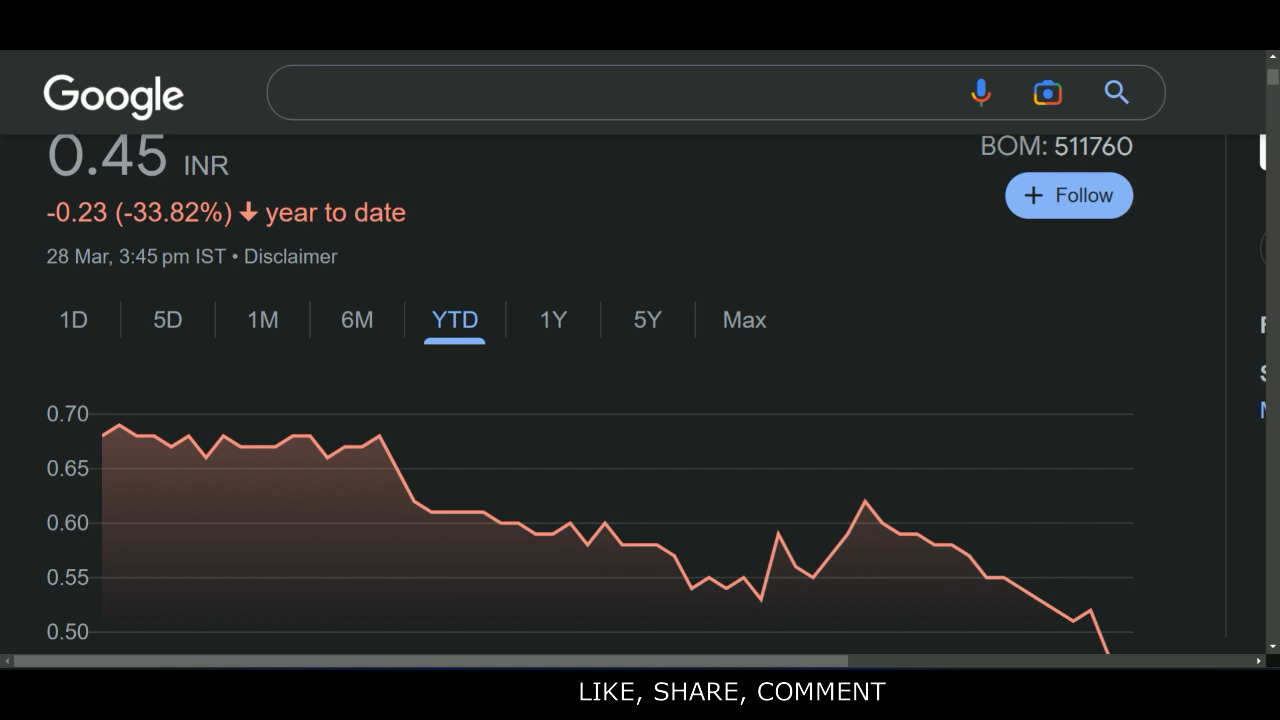 Google
0.45 INR
BOM: 511760
-0.23 (-33.82%) year to date
+ Follow
28 Mar, 3:45 pm IST • Disclaimer
1D 5D 1M 6M YTD 1Y 5Y Max
0.70
0.65
0.60
0.55
0.50
LIKE, SHARE, COMMENT